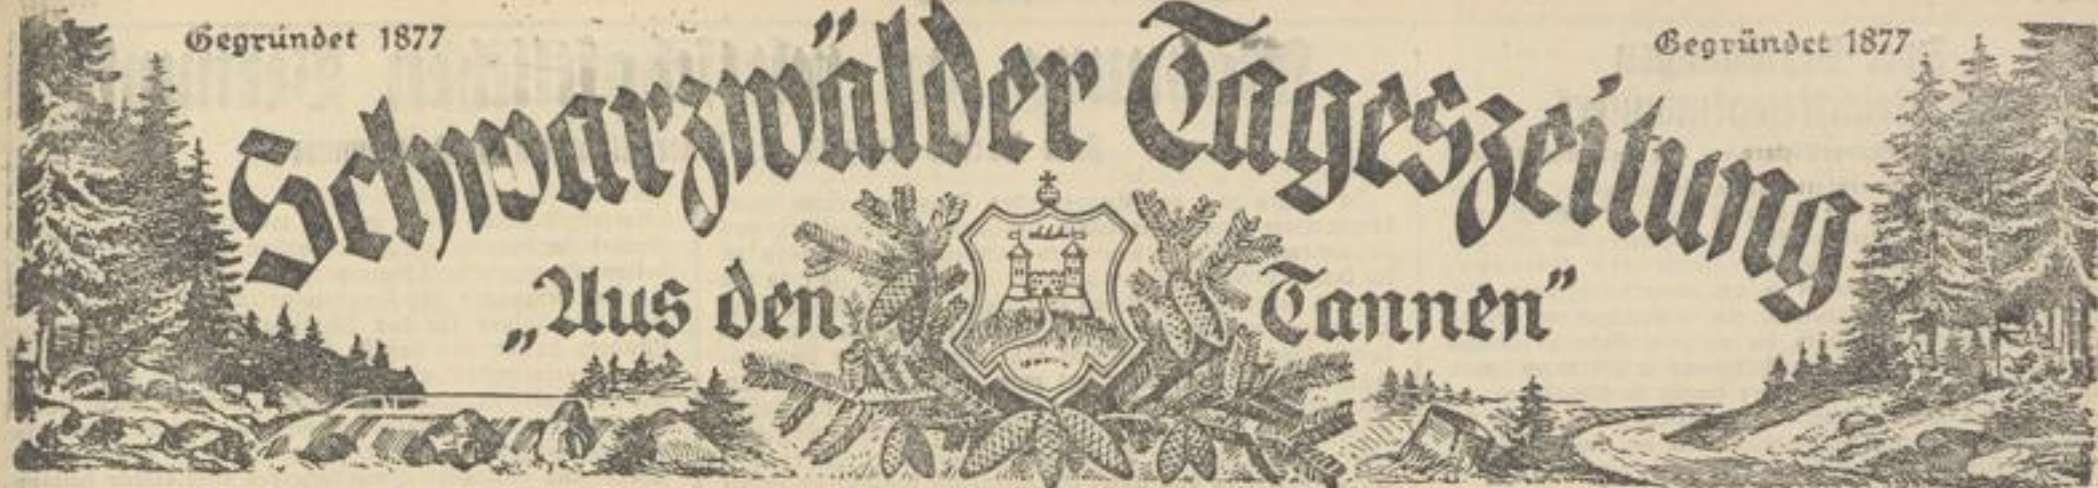 Gegründet 1877
Gegründet 1877
Schwarzwälder Tageszeitung
„Aus den Tannen“